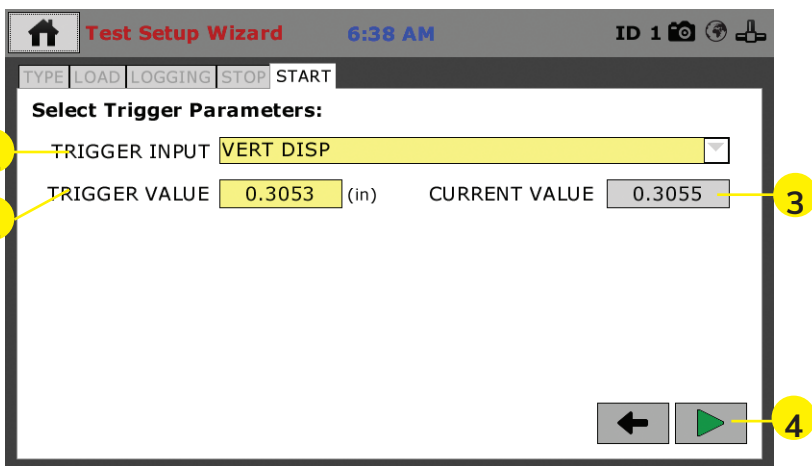 Test Setup Wizard 6:38 AM ID 1
TYPE LOAD LOGGING STOP START
Select Trigger Parameters:
TRIGGER INPUT VERT DISP
TRIGGER VALUE 0.3053 (in) CURRENT VALUE 0.3055 3
4